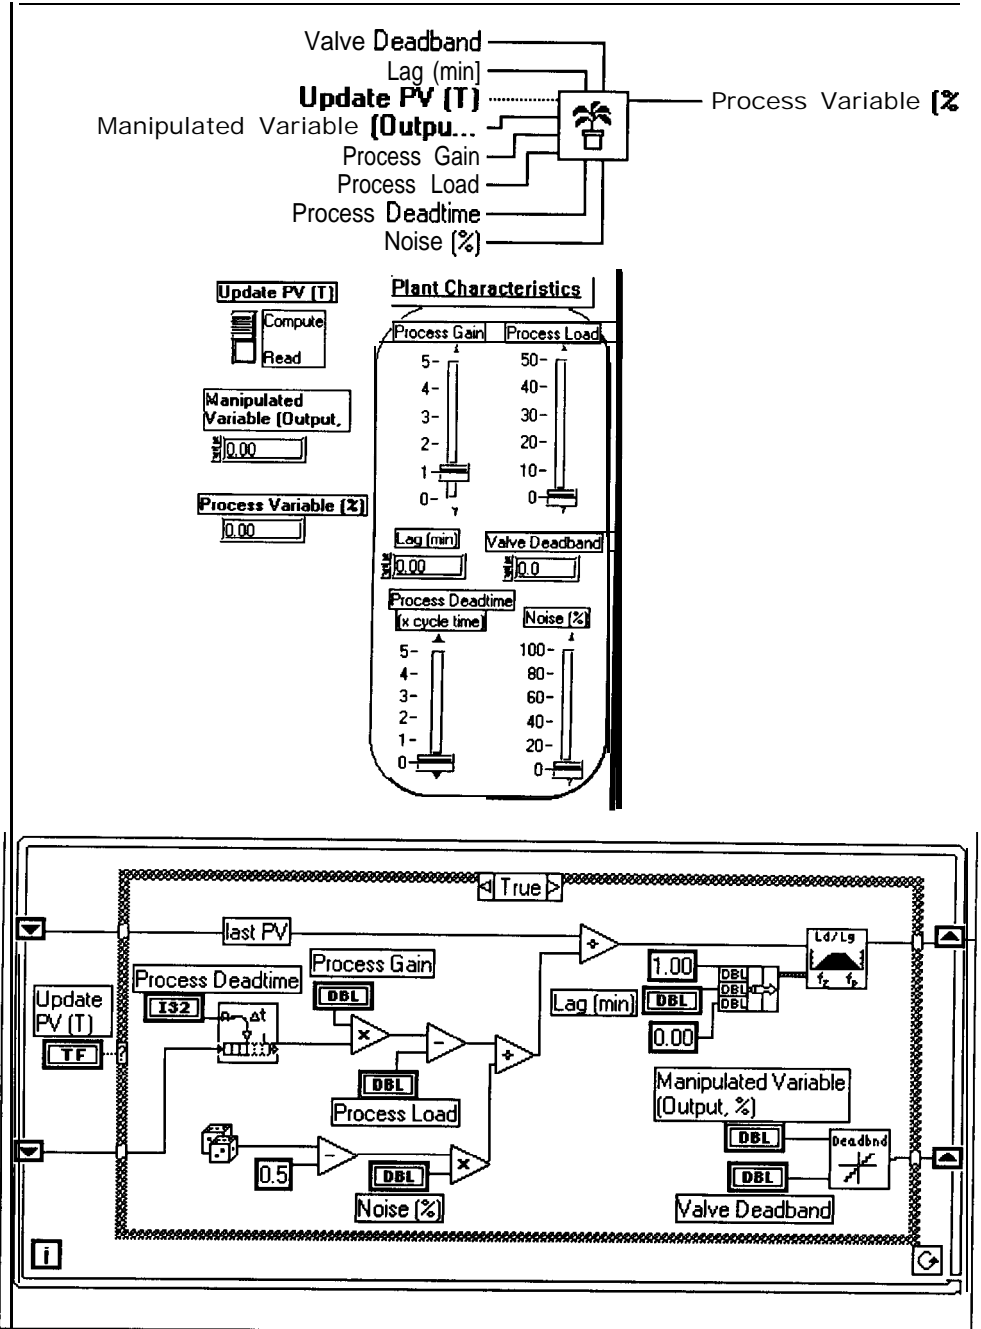 Valve Deadband
Lag (min]
Update PV (T)
Manipulated Variable (Outpu...
Process Gain
Process Load
Process Deadtime
Noise (%)
Process Variable (%
Plant Characteristics
Update PV (T)
Compute
Read
Manipulated
Variable (Output,
0.00
Process Variable (%)
0.00
Process Gain
5
4
3
2
1
0
Process Load
50
40
30
20
10
0
Lag (min)
0.00
Valve Deadband
0.0
Process Deadtime
(x cycle time)
5
4
3
2
1
0
Noise (%)
100
80
60
40
20
0
True
last PV
Ld/Lg
fz fp
Process Gain
DBL
Process Deadtime
I32
n Δt
Update
PV (T)
TF
?
1.00
Lag (min)
DBL
0.00
DBL
DBL
DBL
x
-
+
+
DBL
Process Load
0.5
-
DBL
x
Noise (%)
Manipulated Variable
(Output, %)
DBL
Deadbnd
DBL
Valve Deadband
i